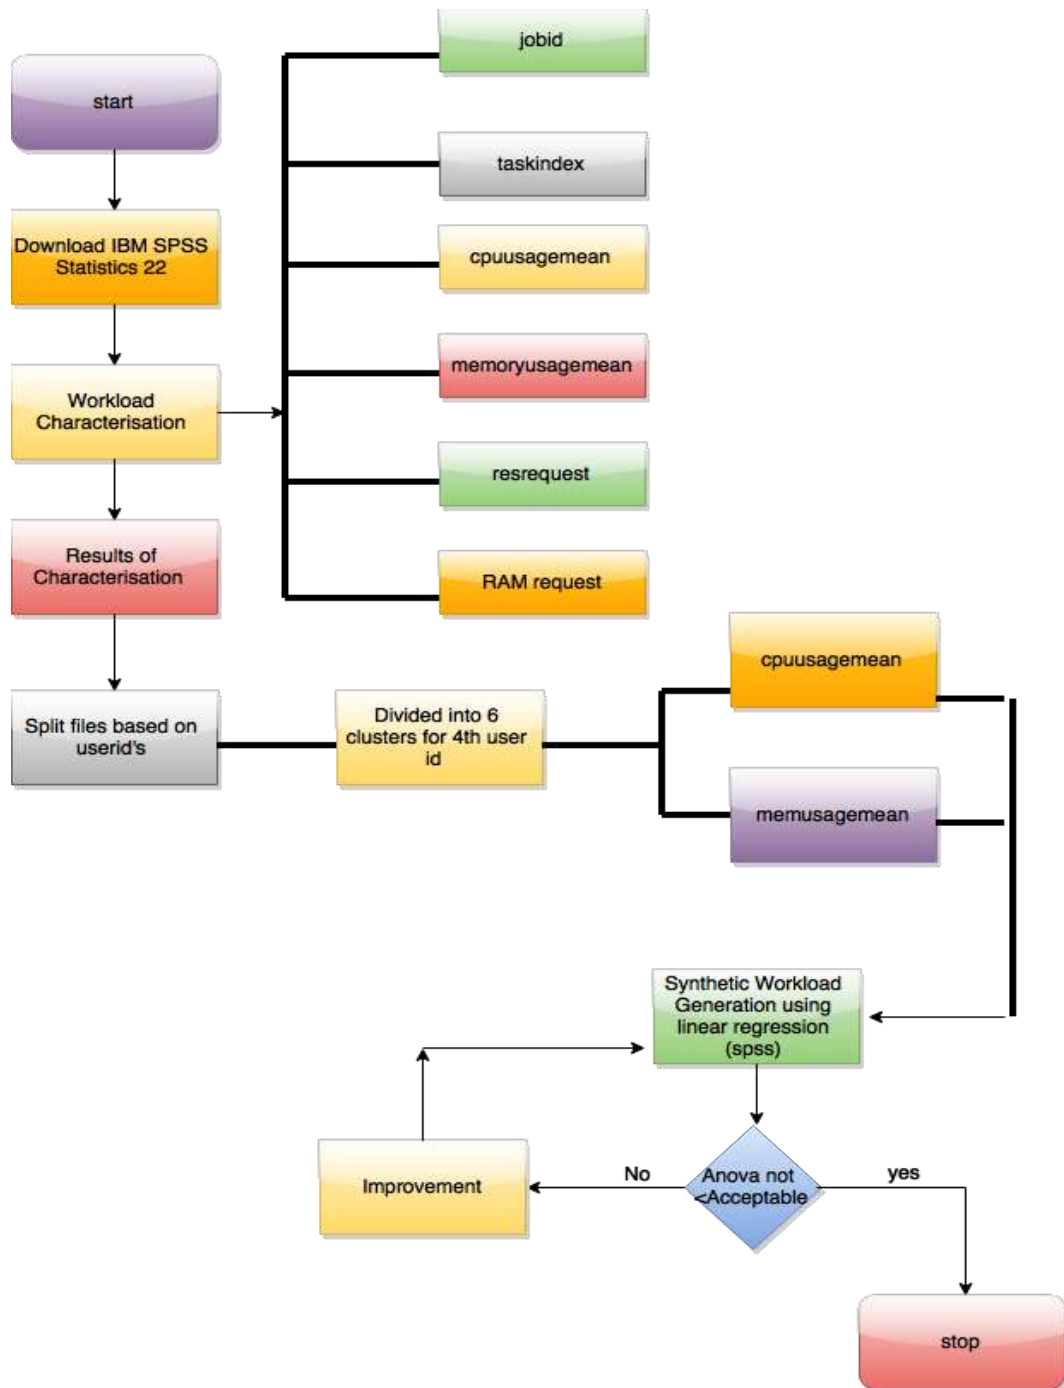 start
Download IBM SPSS
Statistics 22
Workload
Characterisation
Results of
Characterisation
Split files based on
userid's
jobid
taskindex
cpuusagemean
memoryusagemean
resrequest
RAM request
Divided into 6
clusters for 4th user
id
cpuusagemean
memusagemean
Synthetic Workload
Generation using
linear regression
(spss)
Anova not
<Acceptable
No
yes
Improvement
stop